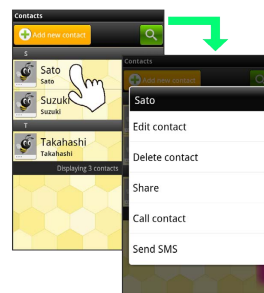 Contacts
Add new contact
S
Sato
Sato
Suzuki
Suzuki
T
Takahashi
Takahashi
Displaying 3 contacts
Contacts
Add new contact
Sato
Edit contact
Delete contact
Share
Call contact
Send SMS